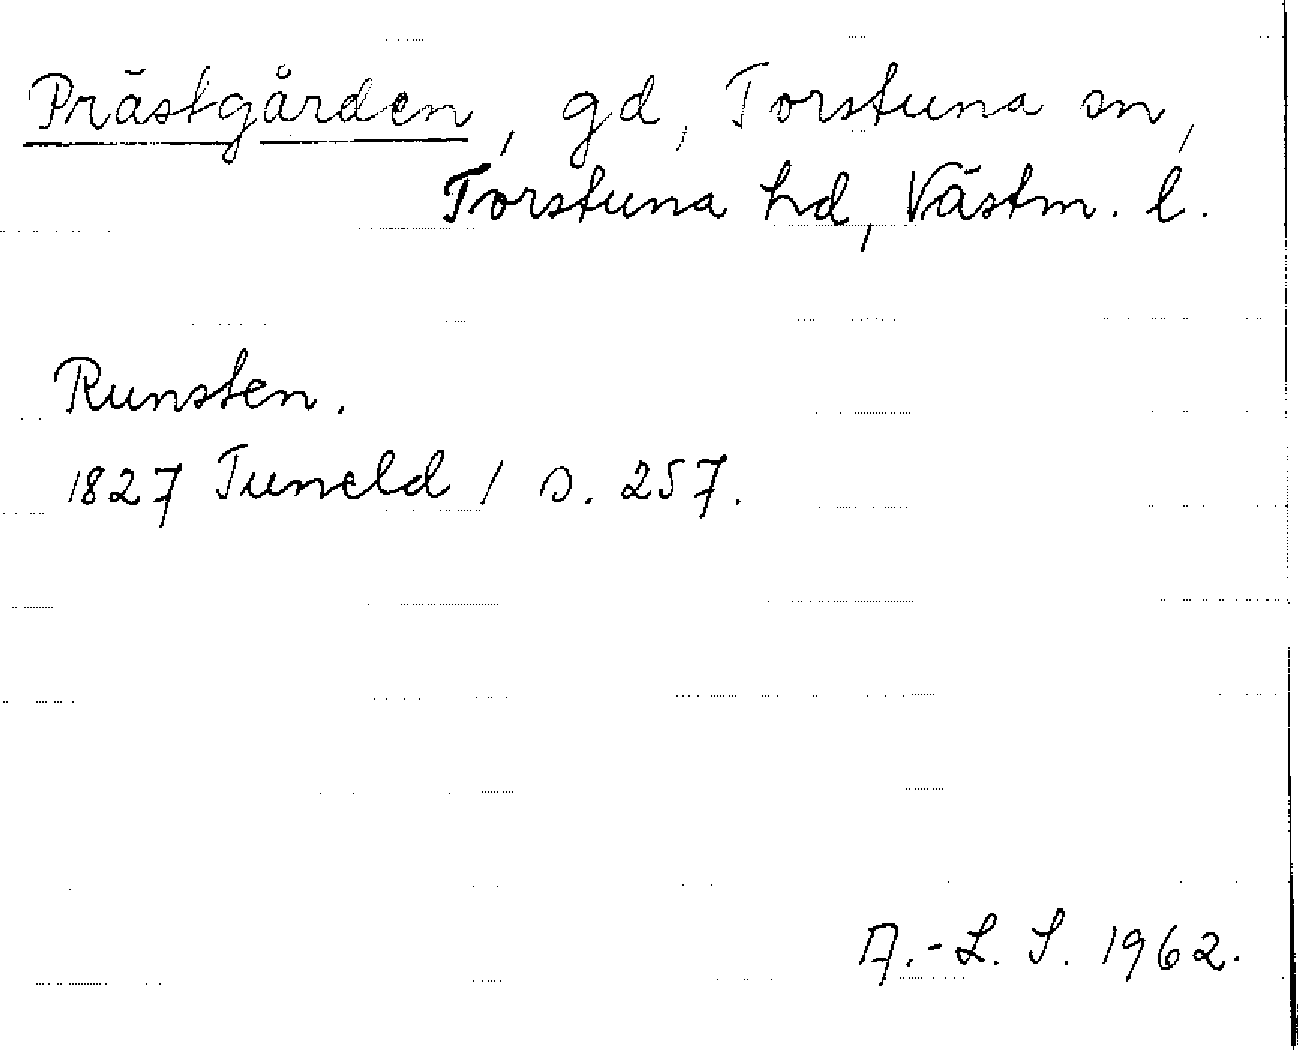 Prästgården, gd, Torstuna sn,
Torstuna hd, Västm. l.
Runsten.
1827 Tuneld / s. 257.
A.-L. S. 1962.